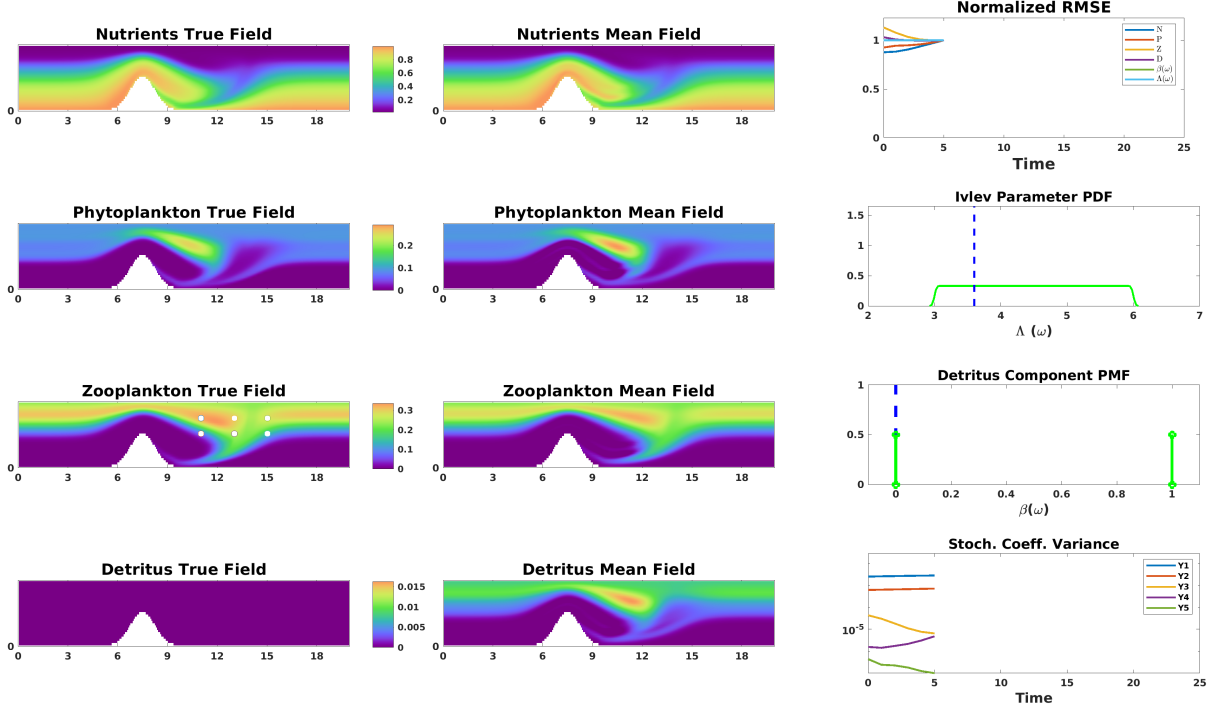 Nutrients True Field
0
0 3 6 9 12 15 18
0.8
0.6
0.4
0.2
Nutrients Mean Field
0
0 3 6 9 12 15 18
Normalized RMSE
1
0.5
0
0 5 10 15 20 25
Time
N
P
Z
D
β(ω)
Λ(ω)
Phytoplankton True Field
0
0 3 6 9 12 15 18
0.2
0.1
0
Phytoplankton Mean Field
0
0 3 6 9 12 15 18
Ivlev Parameter PDF
1.5
1
0.5
0
2 3 4 5 6 7
Λ (ω)
Zooplankton True Field
0
0 3 6 9 12 15 18
0.3
0.2
0.1
0
Zooplankton Mean Field
0
0 3 6 9 12 15 18
Detritus Component PMF
1
0.5
0
0 0.2 0.4 0.6 0.8 1
β(ω)
Detritus True Field
0
0 3 6 9 12 15 18
0.015
0.01
0.005
0
Detritus Mean Field
0
0 3 6 9 12 15 18
Stoch. Coeff. Variance
10⁻⁵
0 5 10 15 20 25
Time
Y1
Y2
Y3
Y4
Y5